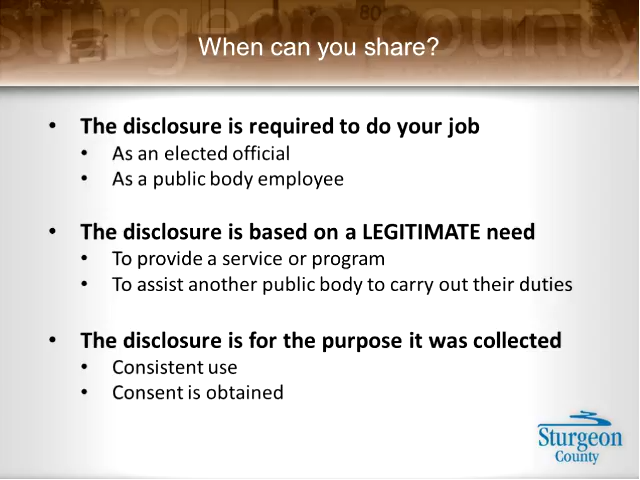 sturgeon county
When can you share?
• The disclosure is required to do your job
• As an elected official
• As a public body employee
• The disclosure is based on a LEGITIMATE need
• To provide a service or program
• To assist another public body to carry out their duties
• The disclosure is for the purpose it was collected
• Consistent use
• Consent is obtained
Sturgeon
County